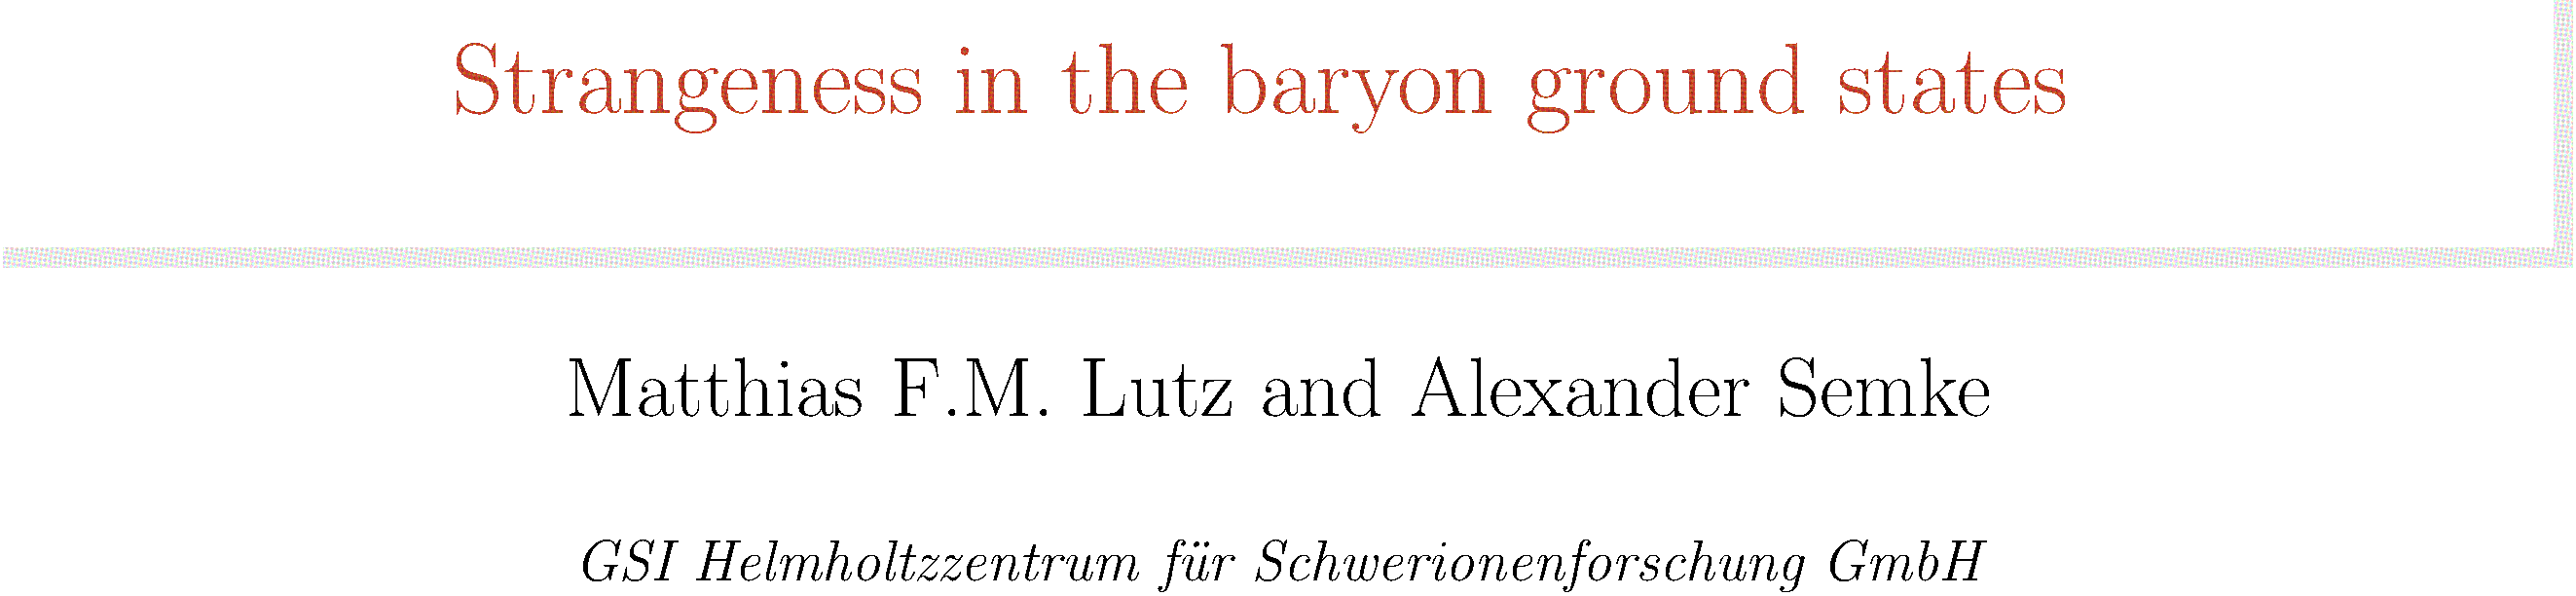 Strangeness in the baryon ground states
Matthias F.M. Lutz and Alexander Semke
GSI Helmholtzzentrum für Schwerionenforschung GmbH